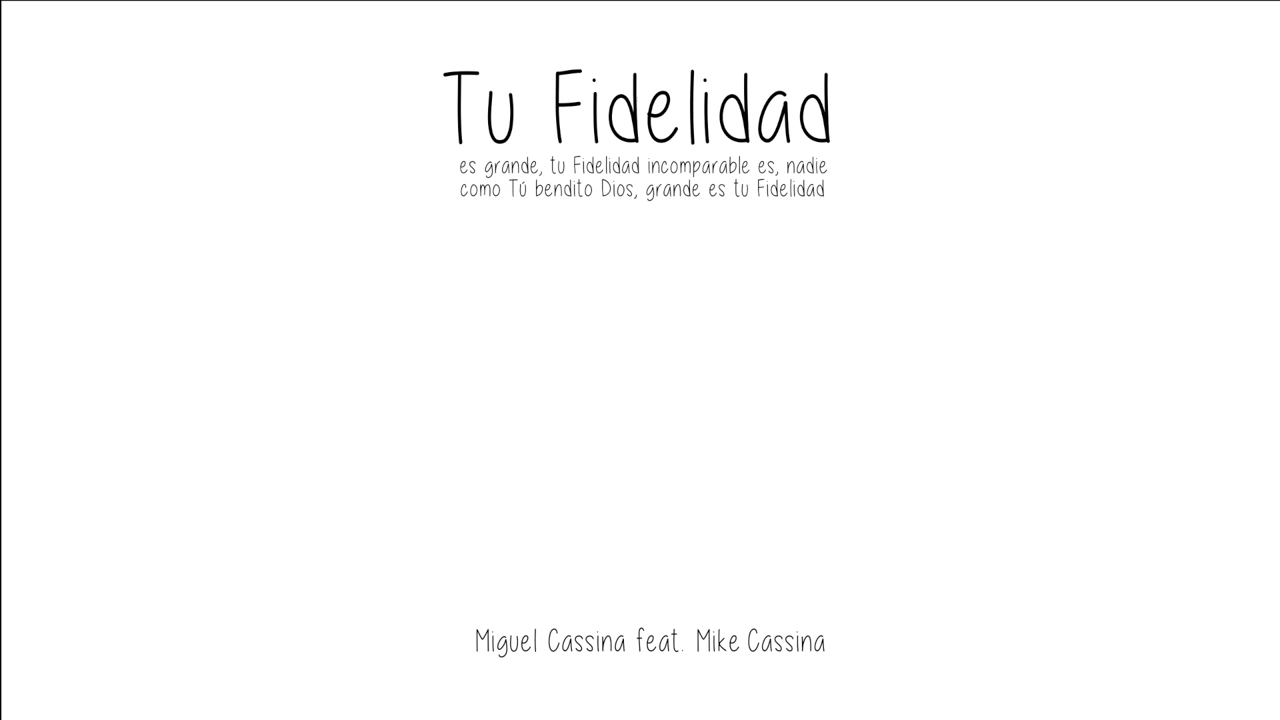 Tu Fidelidad
es grande, tu Fidelidad incomparable es, nadie
como Tú bendito Dios, grande es tu Fidelidad
Miguel Cassina feat. Mike Cassina